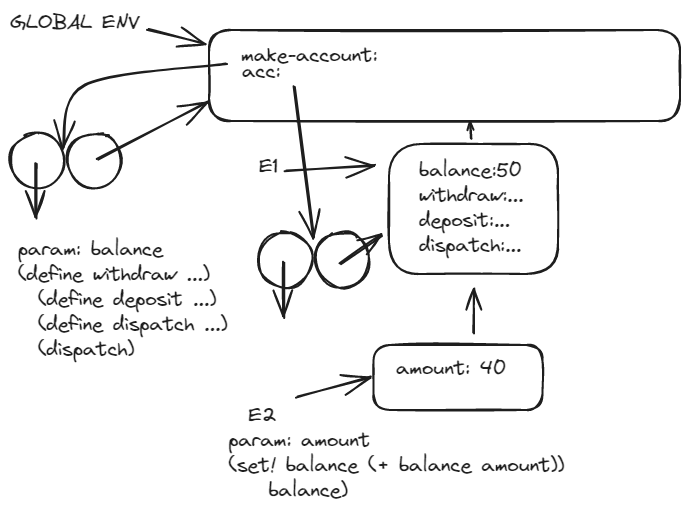 GLOBAL ENV
make-account:
acc:
E1
balance:50
withdraw:...
deposit:...
dispatch:...
param: balance
(define withdraw ...)
(define deposit ...)
(define dispatch ...)
(dispatch)
amount: 40
E2
param: amount
(set! balance (+ balance amount))
balance)